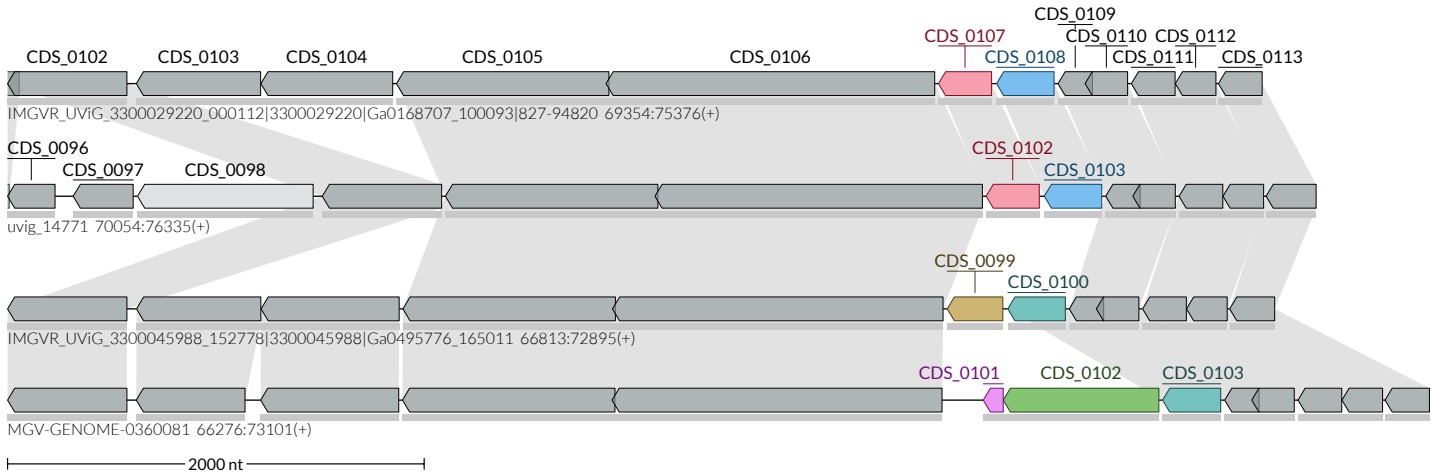 CDS_0109
CDS_0107 CDS_0110 CDS_0112
CDS_0102 CDS_0103 CDS_0104 CDS_0105 CDS_0106 CDS_0108 CDS_0111 CDS_0113
IMGVR_UViG_3300029220_000112|3300029220|Ga0168707_100093|827-94820 69354:75376(+)
CDS_0096 CDS_0102
CDS_0097 CDS_0098 CDS_0103
uvig_14771 70054:76335(+)
CDS_0099
CDS_0100
IMGVR_UViG_3300045988_152778|3300045988|Ga0495776_165011 66813:72895(+)
CDS_0101 CDS_0102 CDS_0103
MGV-GENOME-0360081 66276:73101(+)
2000 nt